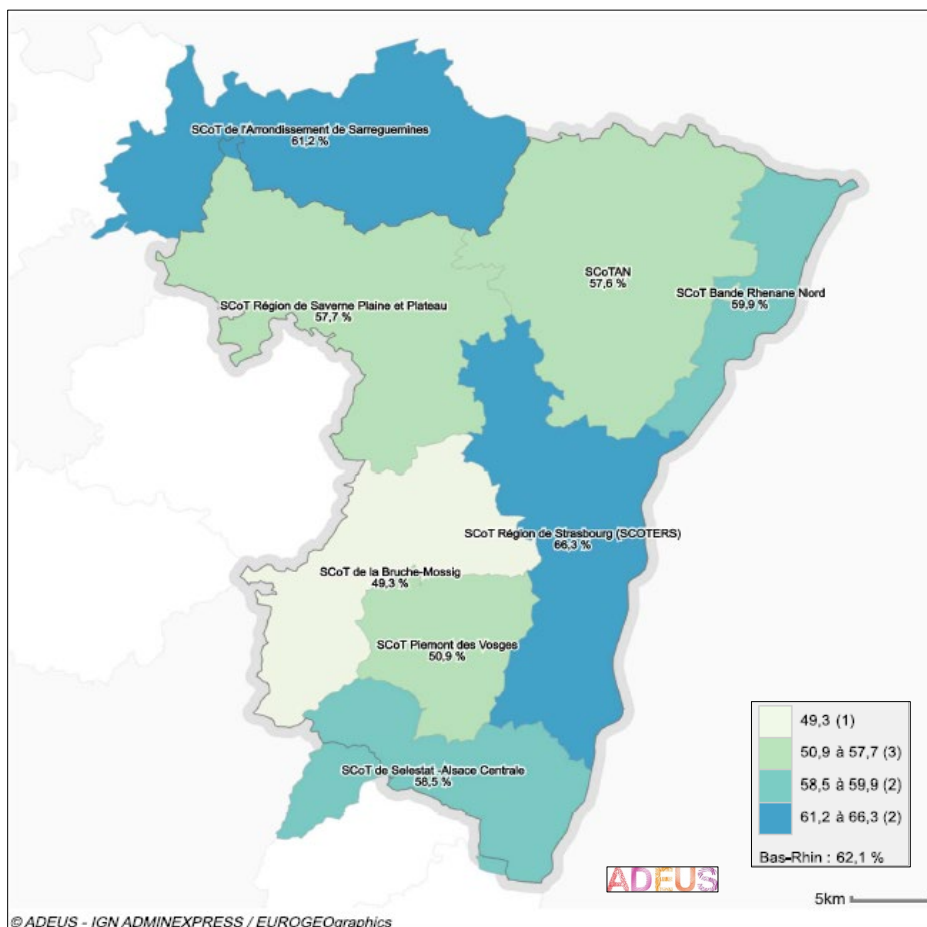 SCoT de l'Arrondissement de Sarreguemines
61,2 %
SCoTAN
57,6 %
SCoT Bande Rhenane Nord
59,9 %
SCoT Région de Saverne Plaine et Plateau
57,7 %
SCoT Région de Strasbourg (SCOTERS)
66,3 %
SCoT de la Bruche-Mossig
49,3 %
SCoT Piemont des Vosges
50,9 %
SCoT de Selestat -Alsace Centrale
58,5 %
49,3 (1)
50,9 à 57,7 (3)
58,5 à 59,9 (2)
61,2 à 66,3 (2)
Bas-Rhin : 62,1 %
ADEUS
5km
© ADEUS - IGN ADMINEXPRESS / EUROGEOgraphics